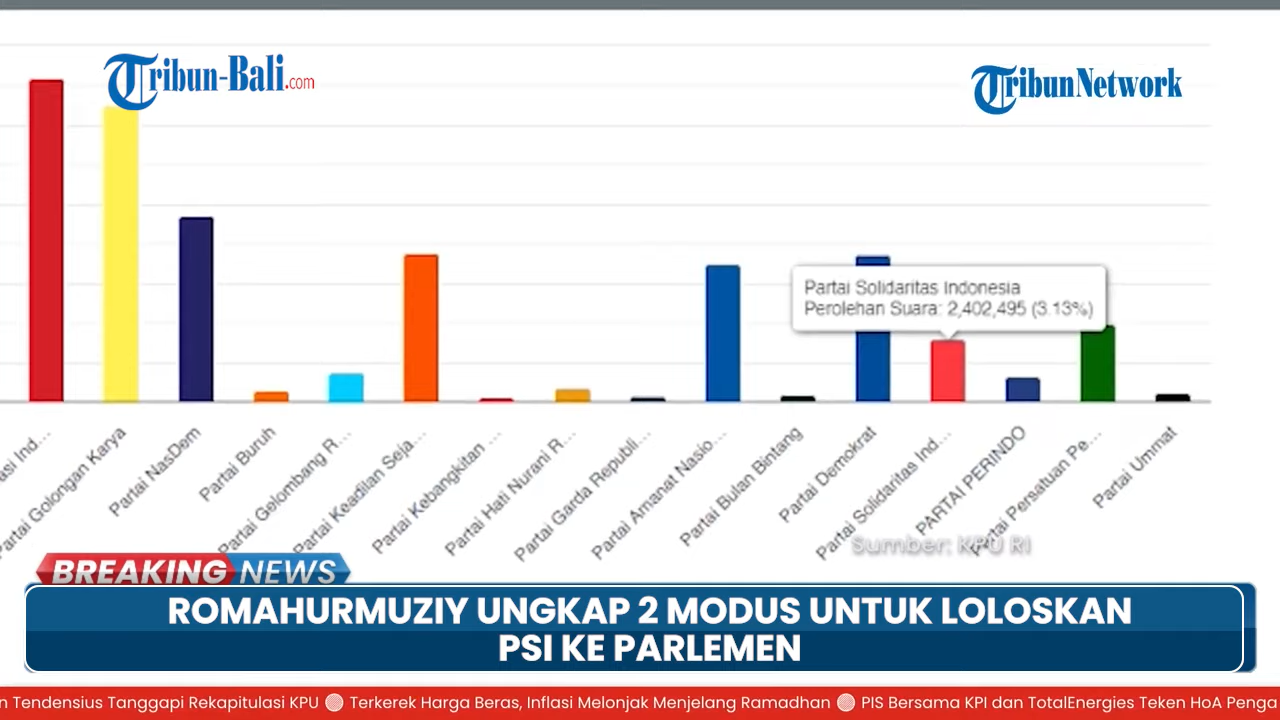 Tribun-Bali.com
TribunNetwork
Partai Solidaritas Indonesia
Perolehan Suara: 2,402,495 (3.13%)
asi Ind...
Partai Golongan Karya
Partai NasDem
Partai Buruh
Partai Gelombang R...
Partai Keadilan Seja...
Partai Kebangkitan ...
Partai Hati Nurani R...
Partai Garda Republi...
Partai Amanat Nasio...
Partai Bulan Bintang
Partai Demokrat
Partai Solidaritas Ind...
PARTAI PERINDO
Partai Persatuan Pe...
Partai Ummat
Sumber: KPU RI
BREAKING NEWS
ROMAHURMUZIY UNGKAP 2 MODUS UNTUK LOLOSKAN
PSI KE PARLEMEN
n Tendensius Tanggapi Rekapitulasi KPU Terkerek Harga Beras, Inflasi Melonjak Menjelang Ramadhan PIS Bersama KPI dan TotalEnergies Teken HoA Penga